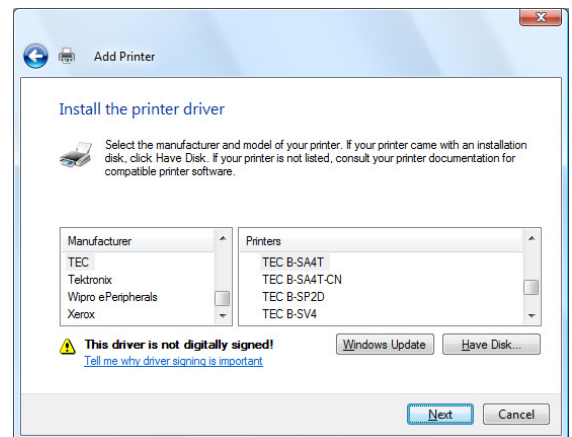 Add Printer
Install the printer driver
Select the manufacturer and model of your printer. If your printer came with an installation
disk, click Have Disk. If your printer is not listed, consult your printer documentation for
compatible printer software.
Manufacturer
TEC
Tektronix
Wipro ePeripherals
Xerox
Printers
TEC B-SA4T
TEC B-SA4T-CN
TEC B-SP2D
TEC B-SV4
This driver is not digitally signed!
Tell me why driver signing is important
Windows Update
Have Disk...
Next
Cancel